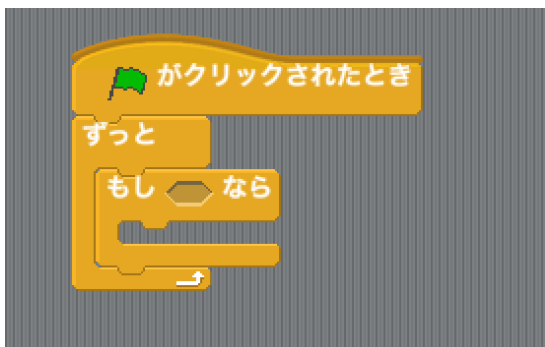 がクリックされたとき
ずっと
もし なら